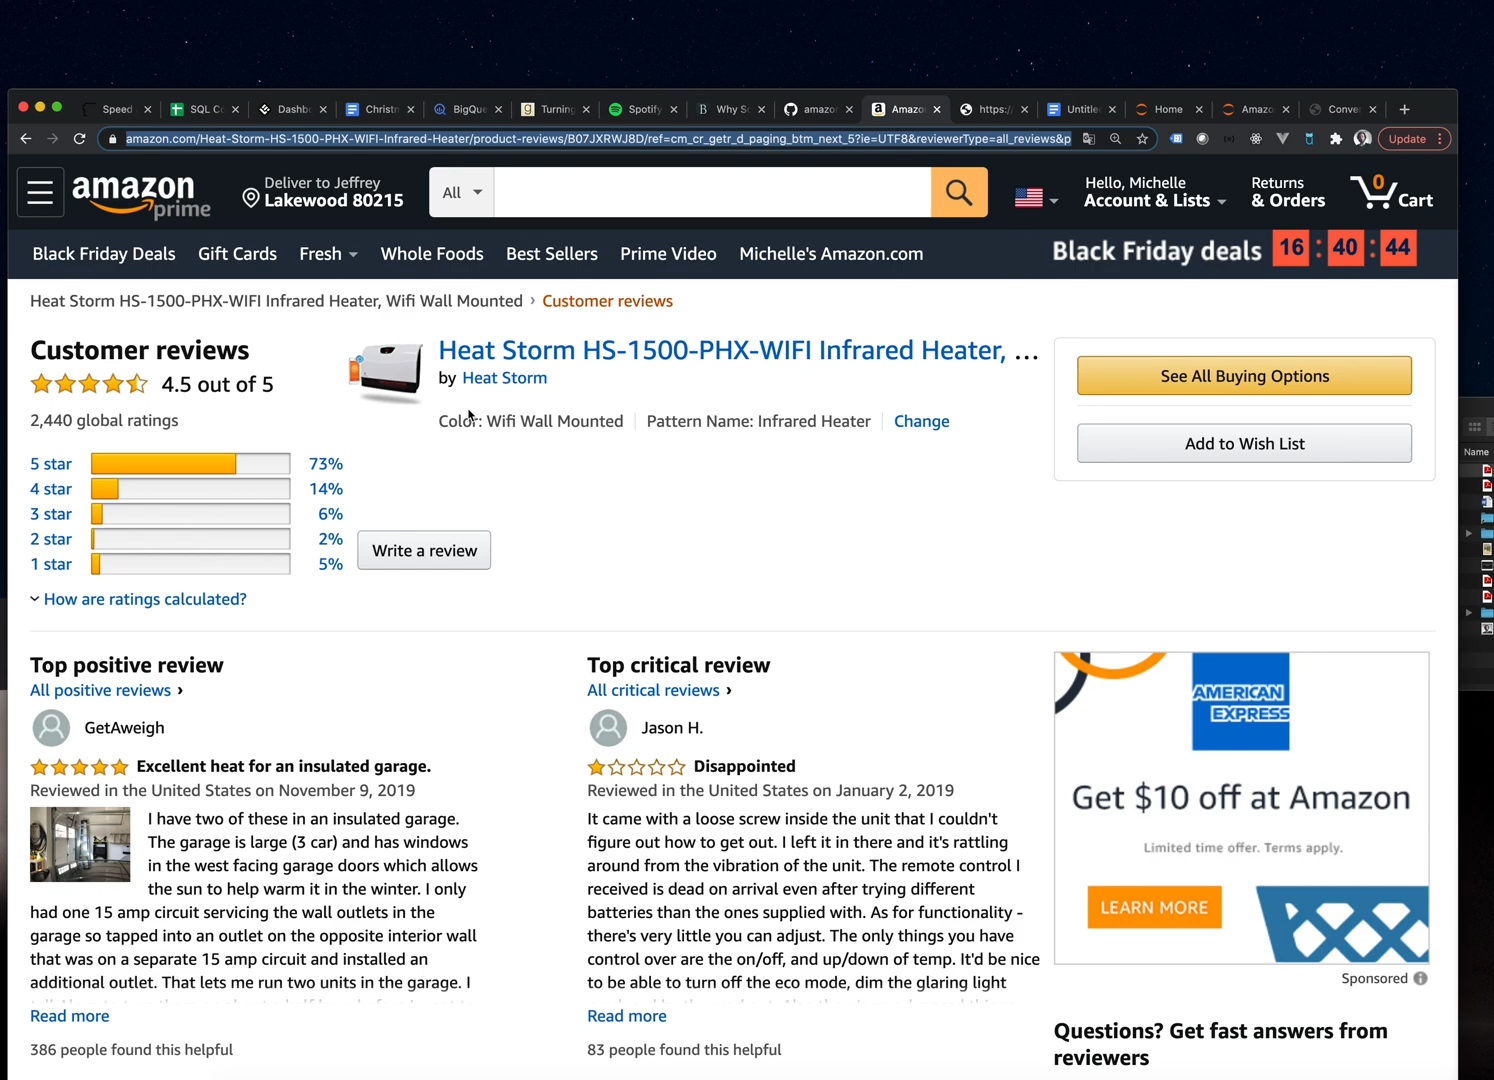 Speed
SQL Co
Dashbo
Christm
BigQue
Turning
Spotify
Why So
amazon
Amazo
https:/
Untitle
Home
Amazo
Conver
amazon.com/Heat-Storm-HS-1500-PHX-WIFI-Infrared-Heater/product-reviews/B07JXRWJ8D/ref=cm_cr_getr_d_paging_btm_next_5?ie=UTF8&reviewerType=all_reviews&p
Update
amazon prime
Deliver to Jeffrey
Lakewood 80215
All
Hello, Michelle
Account & Lists
Returns
& Orders
0
Cart
Black Friday Deals
Gift Cards
Fresh
Whole Foods
Best Sellers
Prime Video
Michelle's Amazon.com
Black Friday deals 16 : 40 : 44
Heat Storm HS-1500-PHX-WIFI Infrared Heater, Wifi Wall Mounted › Customer reviews
Customer reviews
4.5 out of 5
2,440 global ratings
5 star 73%
4 star 14%
3 star 6%
2 star 2%
1 star 5%
How are ratings calculated?
Heat Storm HS-1500-PHX-WIFI Infrared Heater, ...
by Heat Storm
Color: Wifi Wall Mounted | Pattern Name: Infrared Heater | Change
Write a review
See All Buying Options
Add to Wish List
Name
Top positive review
All positive reviews ›
GetAweigh
Excellent heat for an insulated garage.
Reviewed in the United States on November 9, 2019
I have two of these in an insulated garage.
The garage is large (3 car) and has windows
in the west facing garage doors which allows
the sun to help warm it in the winter. I only
had one 15 amp circuit servicing the wall outlets in the
garage so tapped into an outlet on the opposite interior wall
that was on a separate 15 amp circuit and installed an
additional outlet. That lets me run two units in the garage. I
Read more
386 people found this helpful
Top critical review
All critical reviews ›
Jason H.
Disappointed
Reviewed in the United States on January 2, 2019
It came with a loose screw inside the unit that I couldn't
figure out how to get out. I left it in there and it's rattling
around from the vibration of the unit. The remote control I
received is dead on arrival even after trying different
batteries than the ones supplied with. As for functionality -
there's very little you can adjust. The only things you have
control over are the on/off, and up/down of temp. It'd be nice
to be able to turn off the eco mode, dim the glaring light
Read more
83 people found this helpful
AMERICAN
EXPRESS
Get $10 off at Amazon
Limited time offer. Terms apply.
LEARN MORE
Sponsored
Questions? Get fast answers from
reviewers